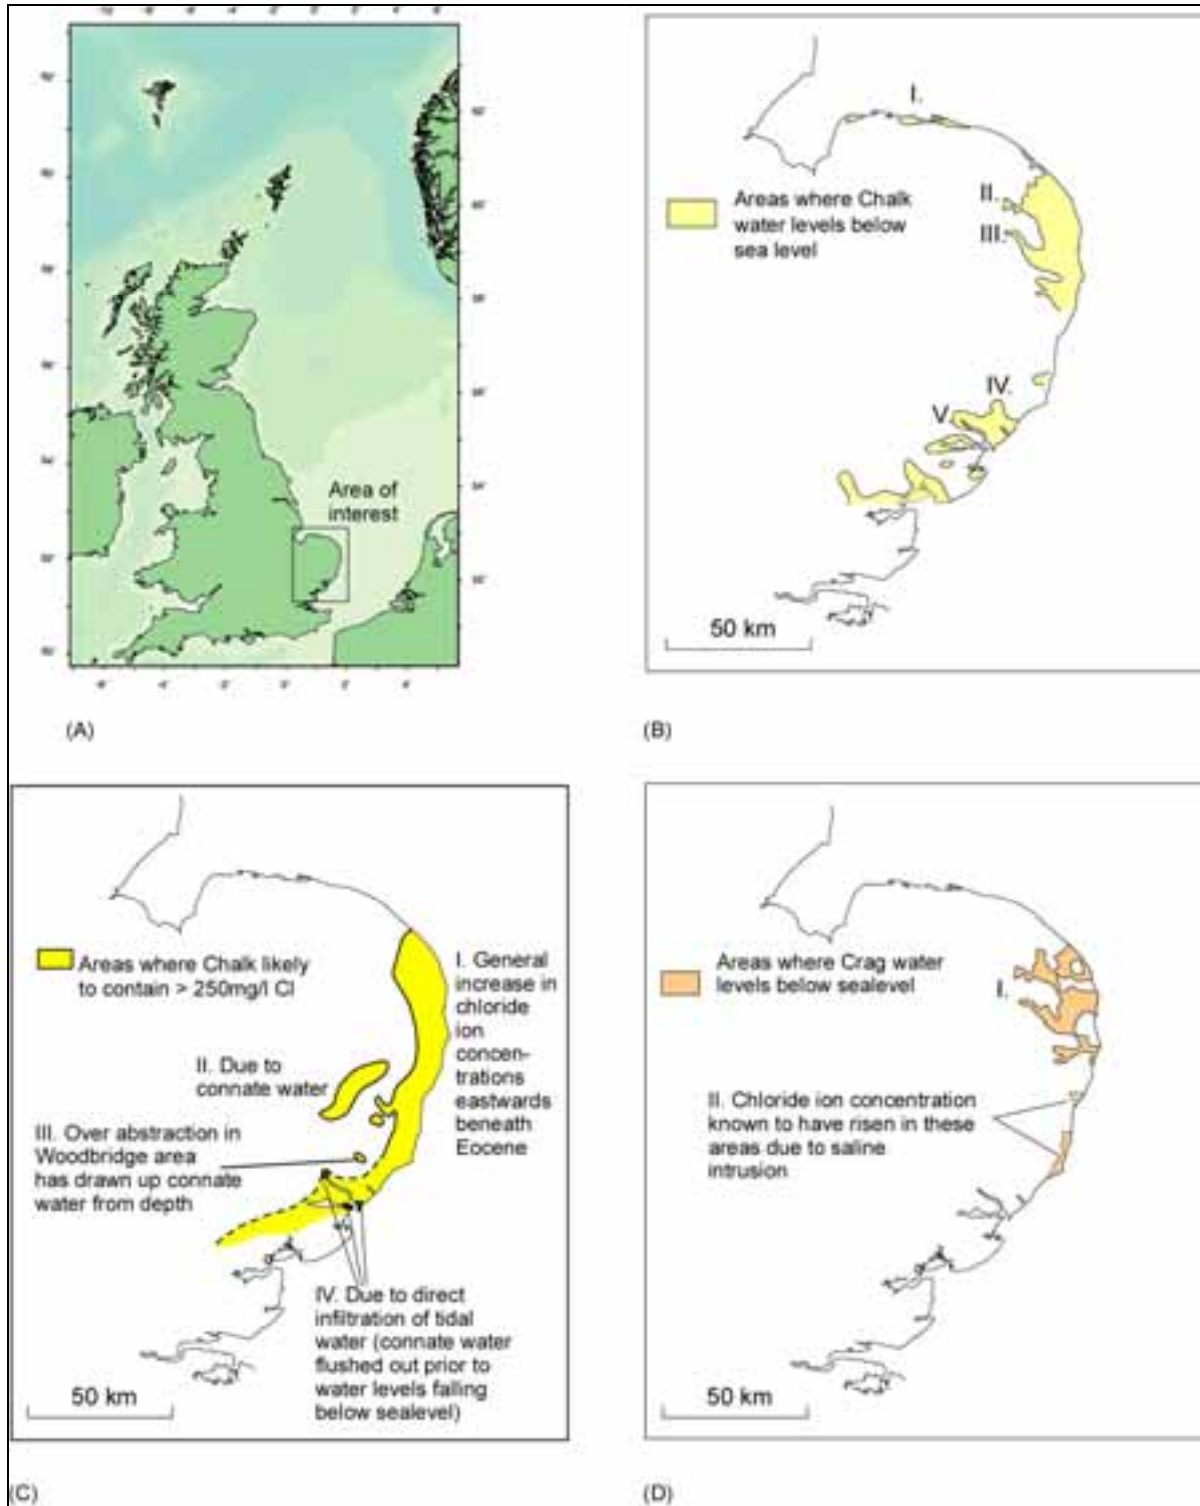 Area of
interest
(A)
I.
II.
III.
Areas where Chalk
water levels below
sea level
IV.
V.
50 km
(B)
Areas where Chalk likely
to contain > 250mg/l Cl
I. General
increase in
chloride
ion
concen-
trations
eastwards
beneath
Eocene
II. Due to
connate water
III. Over abstraction in
Woodbridge area
has drawn up connate
water from depth
IV. Due to direct
infiltration of tidal
water (connate water
flushed out prior to
water levels falling
below sealevel)
50 km
(C)
Areas where Crag water
levels below sealevel
I.
II. Chloride ion concentration
known to have risen in these
areas due to saline
intrusion
50 km
(D)